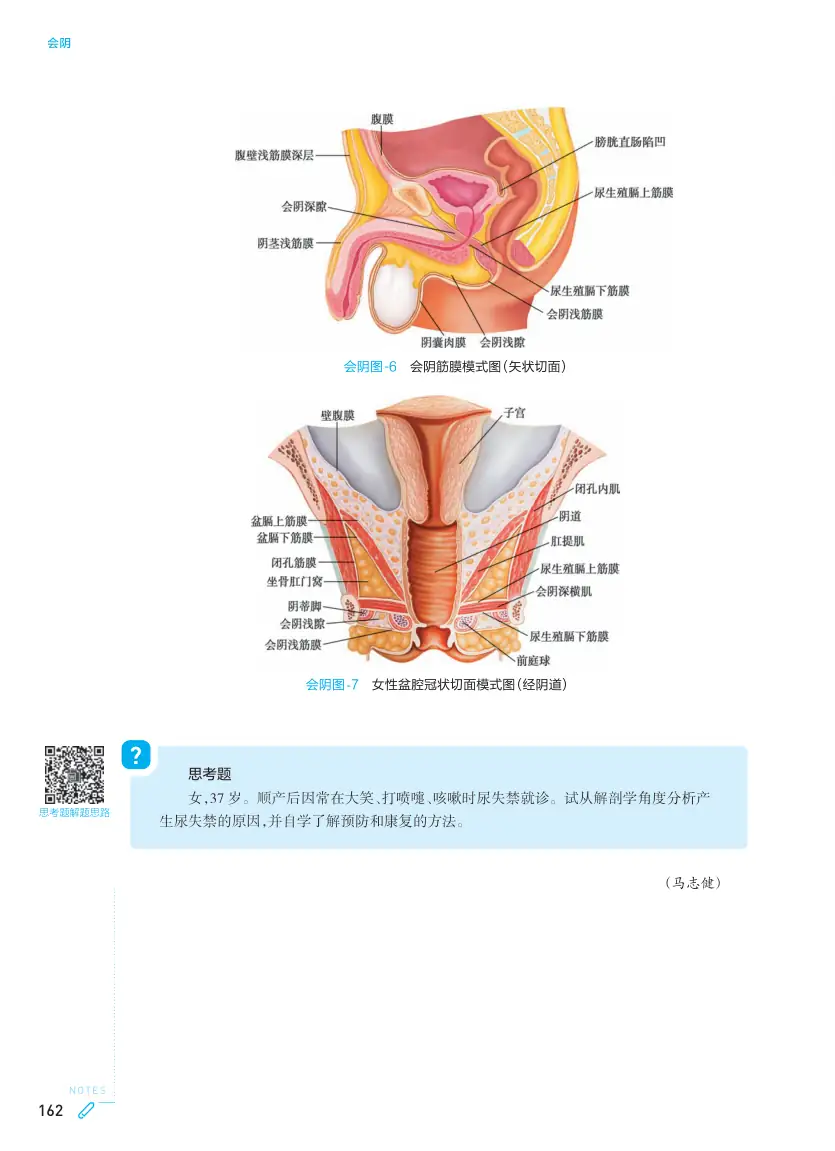 会阴
腹膜
腹壁浅筋膜深层
膀胱直肠陷凹
会阴深隙
尿生殖膈上筋膜
阴茎浅筋膜
尿生殖膈下筋膜
会阴浅筋膜
阴囊肉膜
会阴浅隙
会阴图-6 会阴筋膜模式图(矢状切面)
壁腹膜
子宫
闭孔内肌
盆膈上筋膜
阴道
盆膈下筋膜
肛提肌
闭孔筋膜
尿生殖膈上筋膜
坐骨肛门窝
会阴深横肌
阴蒂脚
会阴浅隙
尿生殖膈下筋膜
会阴浅筋膜
前庭球
会阴图-7 女性盆腔冠状切面模式图(经阴道)
?
思考题
女,37 岁。顺产后因常在大笑、打喷嚏、咳嗽时尿失禁就诊。试从解剖学角度分析产
生尿失禁的原因,并自学了解预防和康复的方法。
思考题解题思路
(马志健)
NOTES
162